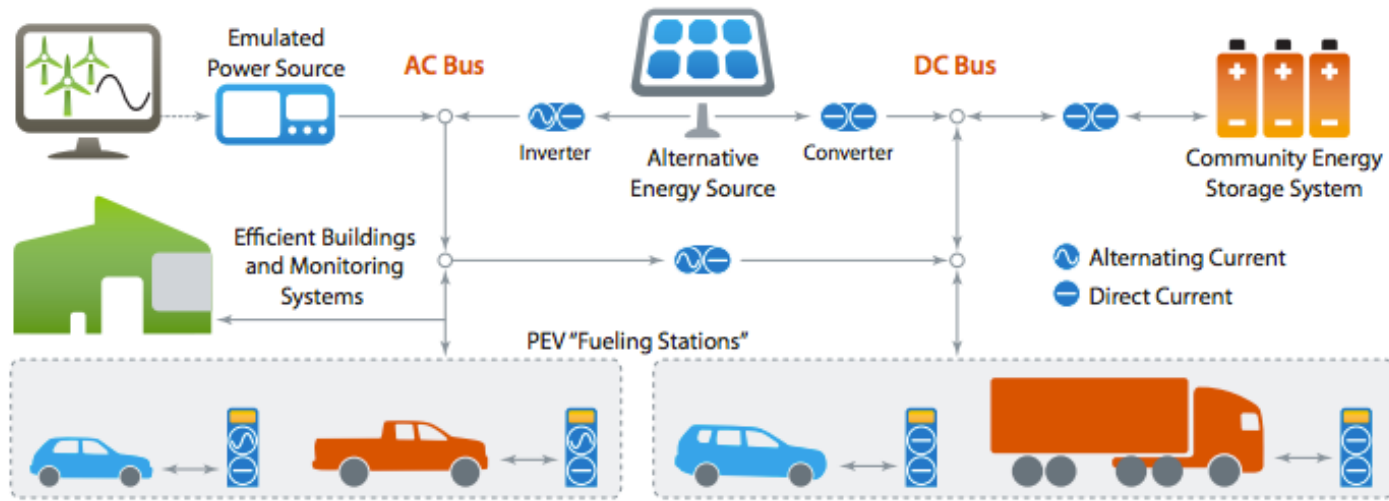 Emulated
Power Source
AC Bus
DC Bus
Inverter
Alternative
Energy Source
Converter
Community Energy
Storage System
Efficient Buildings
and Monitoring
Systems
Alternating Current
Direct Current
PEV "Fueling Stations"